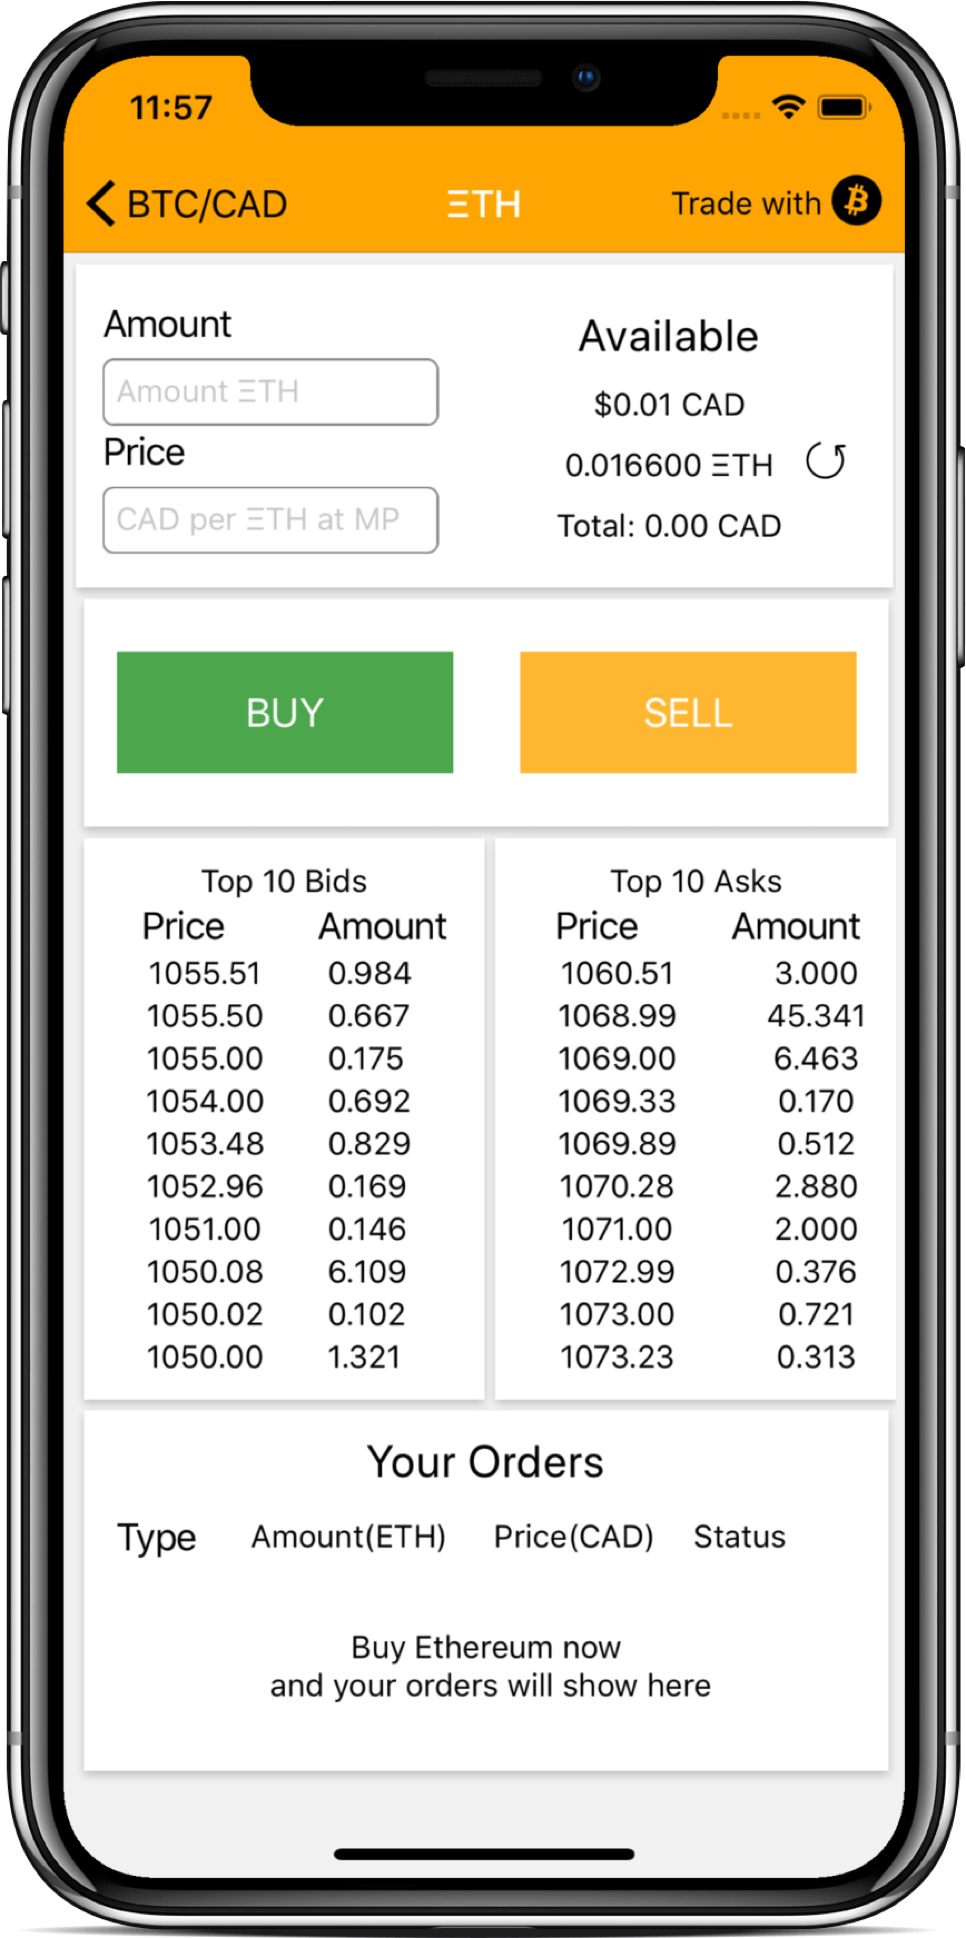 11:57
BTC/CAD ΞTH Trade with
Amount
Amount ΞTH
Price
CAD per ΞTH at MP
Available
$0.01 CAD
0.016600 ΞTH
Total: 0.00 CAD
BUY SELL
Top 10 Bids
Price Amount
1055.51 0.984
1055.50 0.667
1055.00 0.175
1054.00 0.692
1053.48 0.829
1052.96 0.169
1051.00 0.146
1050.08 6.109
1050.02 0.102
1050.00 1.321
Top 10 Asks
Price Amount
1060.51 3.000
1068.99 45.341
1069.00 6.463
1069.33 0.170
1069.89 0.512
1070.28 2.880
1071.00 2.000
1072.99 0.376
1073.00 0.721
1073.23 0.313
Your Orders
Type Amount(ETH) Price(CAD) Status
Buy Ethereum now
and your orders will show here